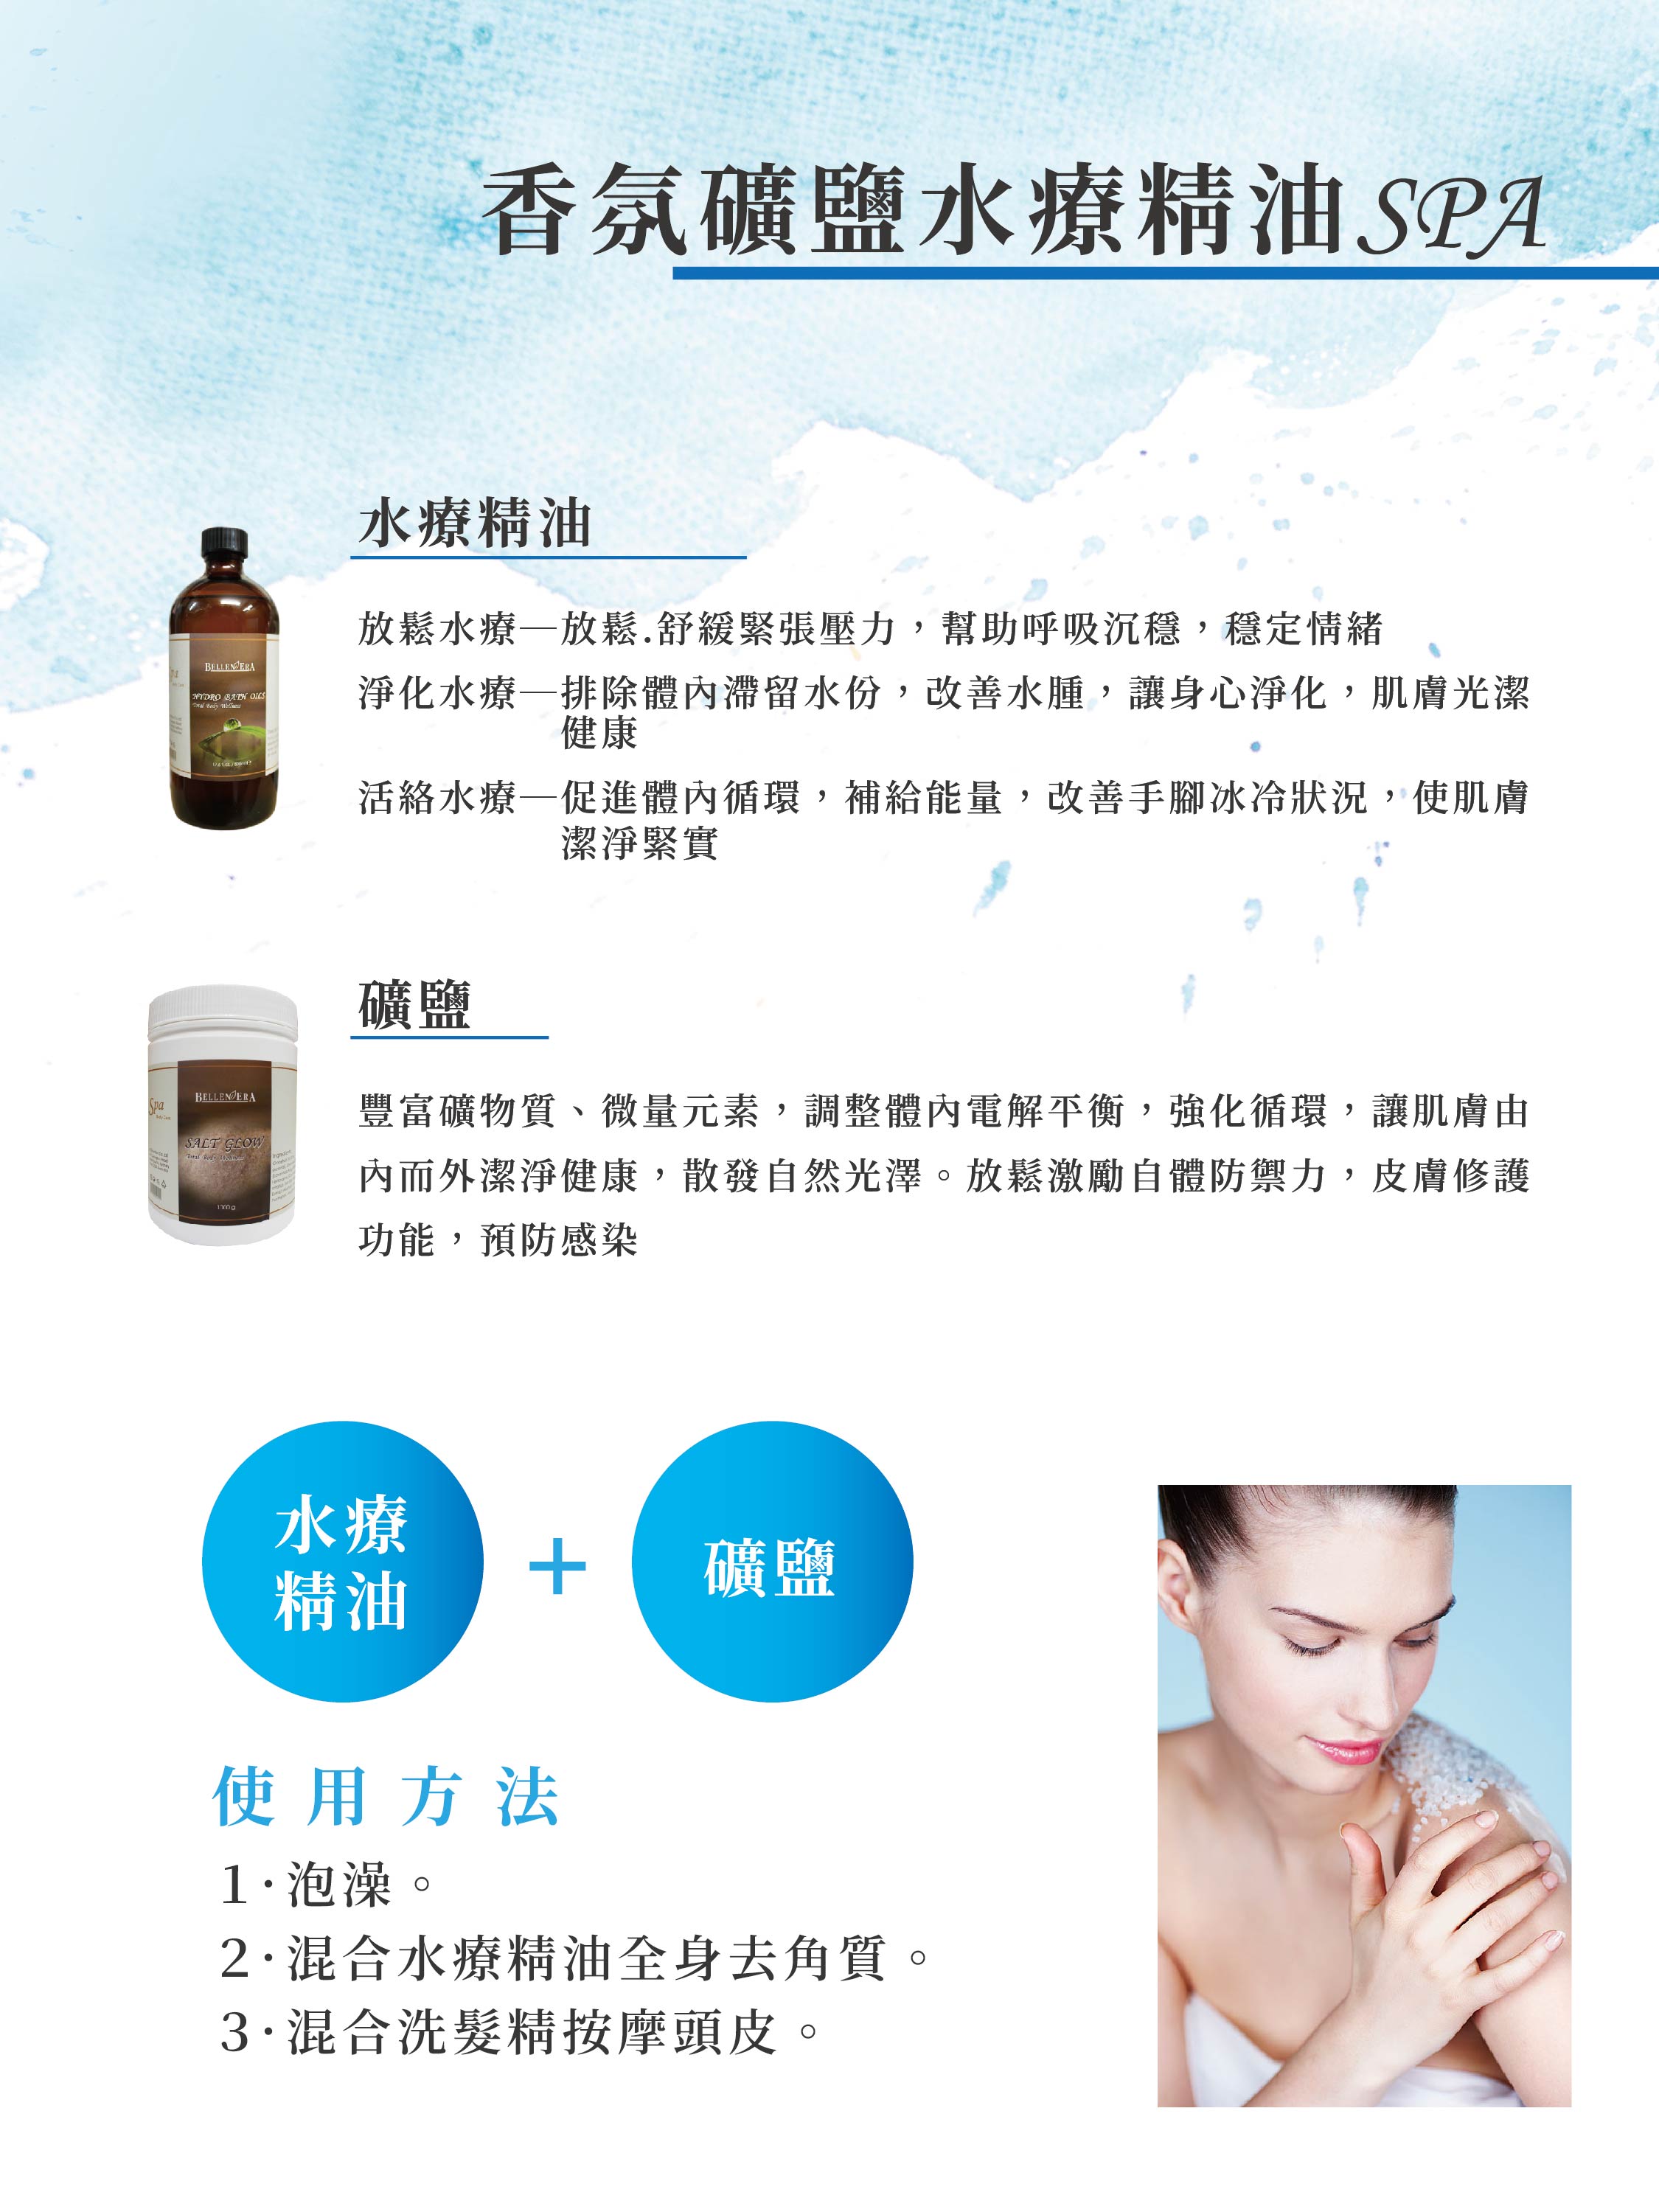 香氛礦鹽水療精油SPA
水療精油
放鬆水療—放鬆.舒緩緊張壓力，幫助呼吸沉穩，穩定情緒
淨化水療—排除體內滯留水份，改善水腫，讓身心淨化，肌膚光潔
健康
活絡水療—促進體內循環，補給能量，改善手腳冰冷狀況，使肌膚
潔淨緊實
BELLENERA
HYDRO BATH OILS
Total Body Wellness
礦鹽
豐富礦物質、微量元素，調整體內電解平衡，強化循環，讓肌膚由
內而外潔淨健康，散發自然光澤。放鬆激勵自體防禦力，皮膚修護
功能，預防感染
Spa
BELLENERA
SALT GLOW
水療
精油
+
礦鹽
使用方法
1·泡澡。
2·混合水療精油全身去角質。
3·混合洗髮精按摩頭皮。